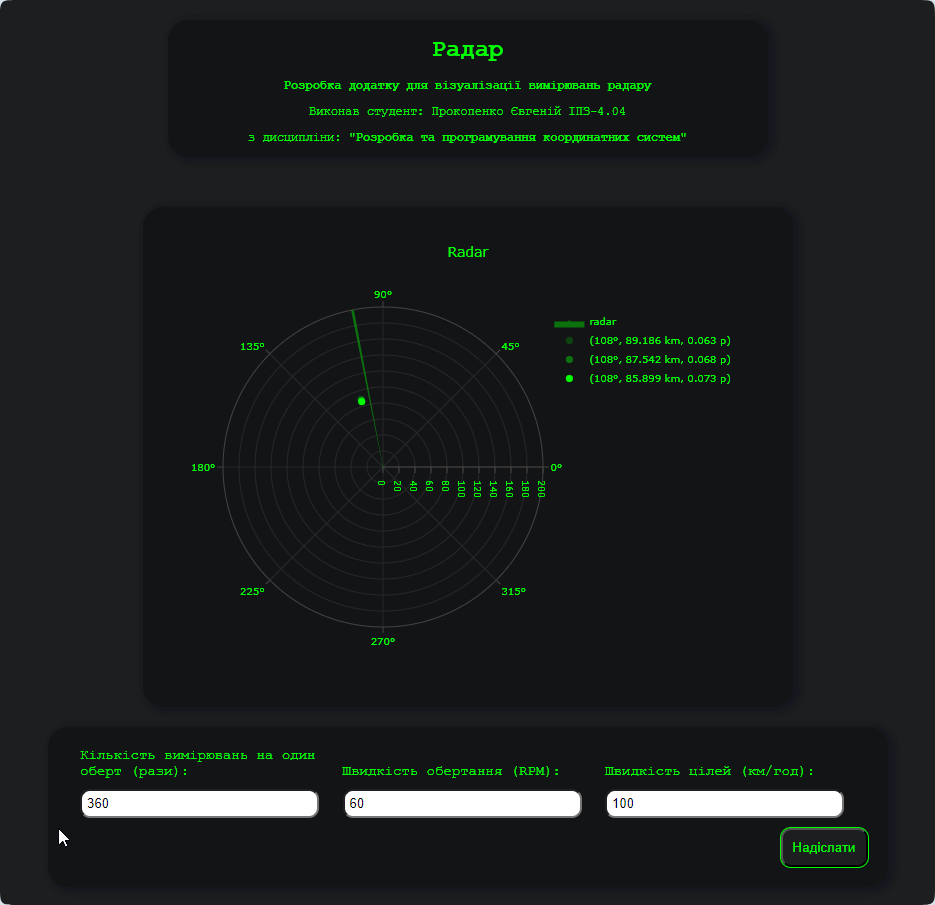 Радар
Розробка додатку для візуалізації вимірювань радару
Виконав студент: Прокопенко Євгеній ІПЗ-4.04
з дисципліни: "Розробка та програмування координатних систем"
Radar
90°
135°
45°
180°
0°
225°
315°
270°
0
20
40
60
80
100
120
140
160
180
200
radar
(108°, 89.186 km, 0.063 p)
(108°, 87.542 km, 0.068 p)
(108°, 85.899 km, 0.073 p)
Кількість вимірювань на один
оберт (рази):
Швидкість обертання (RPM):
Швидкість цілей (км/год):
360
60
100
Надіслати